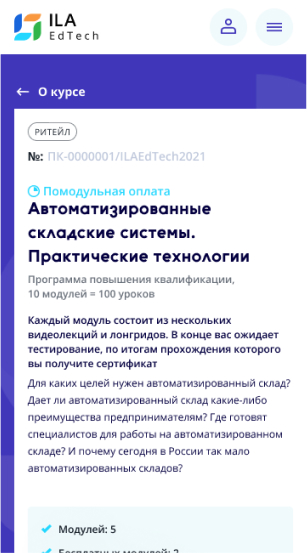 ILA
EdTech
← О курсе
РИТЕЙЛ
№: ПК-0000001/ILAEdTech2021
Помодульная оплата
Автоматизированные
складские системы.
Практические технологии
Программа повышения квалификации,
10 модулей = 100 уроков
Каждый модуль состоит из нескольких
видеолекций и лонгридов. В конце вас ожидает
тестирование, по итогам прохождения которого
вы получите сертификат
Для каких целей нужен автоматизированный склад?
Дает ли автоматизированный склад какие-либо
преимущества предпринимателям? Где готовят
специалистов для работы на автоматизированном
складе? И почему сегодня в России так мало
автоматизированных складов?
Модулей: 5
Бесплатных модулей: 2